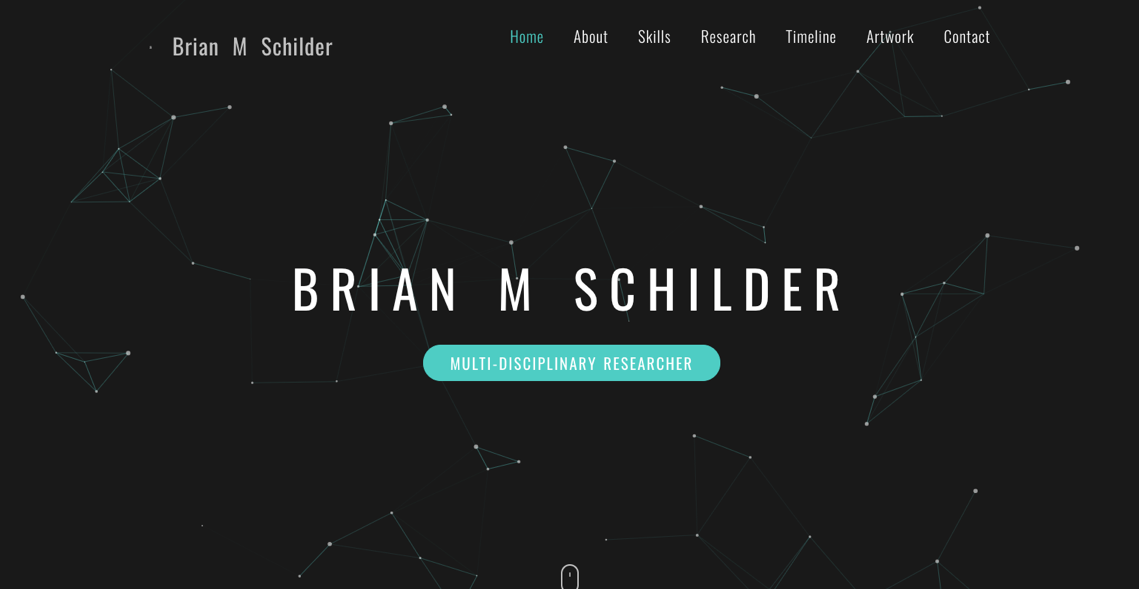 Brian M Schilder
Home About Skills Research Timeline Artwork Contact
BRIAN M SCHILDER
MULTI-DISCIPLINARY RESEARCHER